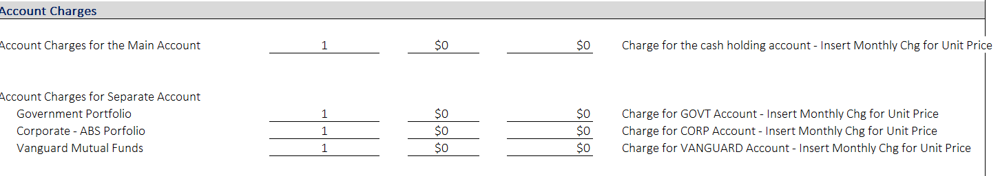 Account Charges
Account Charges for the Main Account 1 $0 $0 Charge for the cash holding account - Insert Monthly Chg for Unit Price
Account Charges for Separate Account
Government Portfolio 1 $0 $0 Charge for GOVT Account - Insert Monthly Chg for Unit Price
Corporate - ABS Porfolio 1 $0 $0 Charge for CORP Account - Insert Monthly Chg for Unit Price
Vanguard Mutual Funds 1 $0 $0 Charge for VANGUARD Account - Insert Monthly Chg for Unit Price